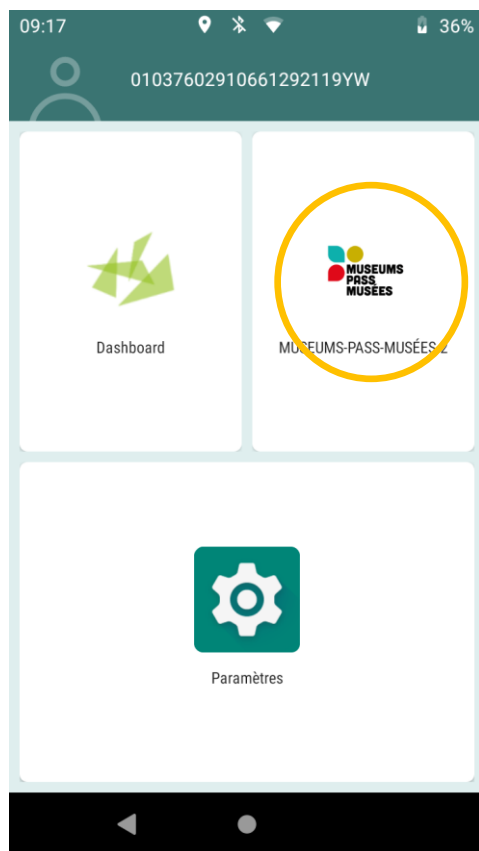 09:17
36%
01037602910661292119YW
MUSEUMS
PASS
MUSÉES
Dashboard
MUSEUMS-PASS-MUSÉES-2
Paramètres